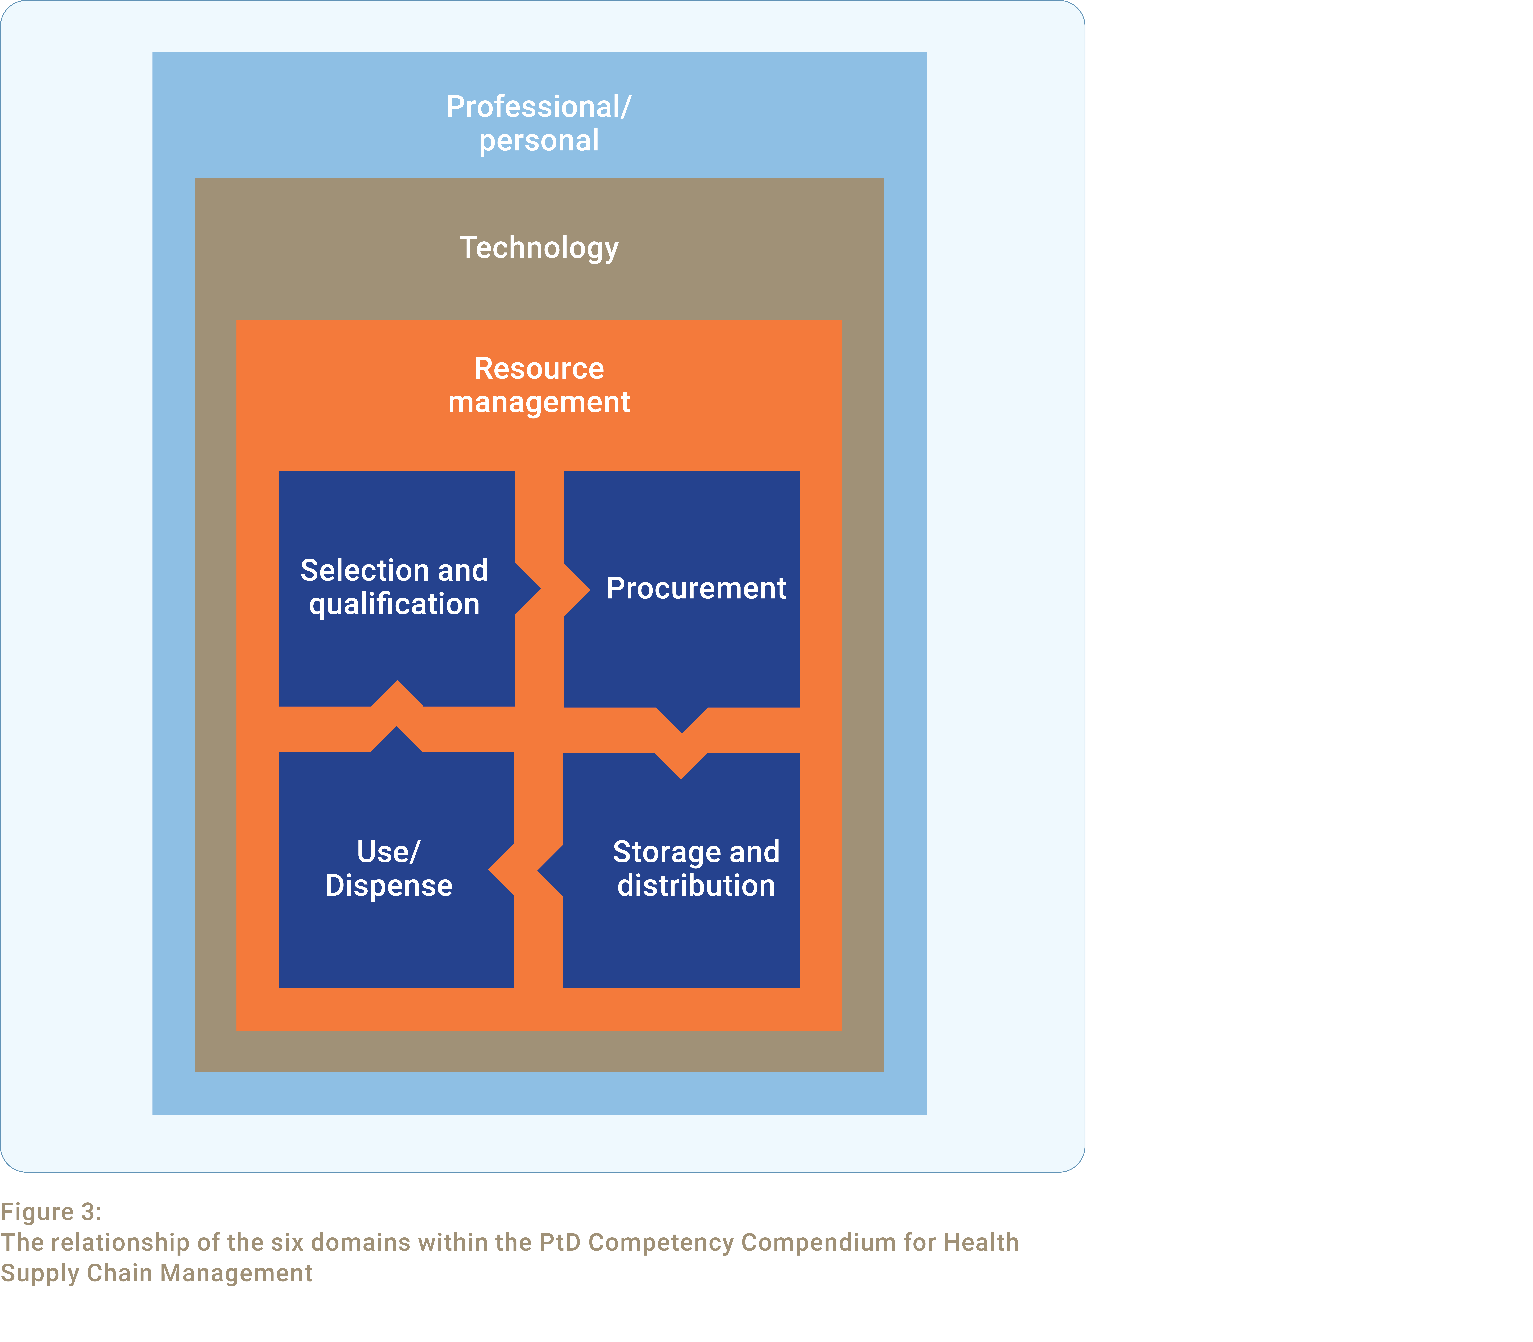 Professional/
personal
Technology
Resource
management
Selection and
qualification
Procurement
Use/
Dispense
Storage and
distribution
Figure 3:
The relationship of the six domains within the PtD Competency Compendium for Health
Supply Chain Management